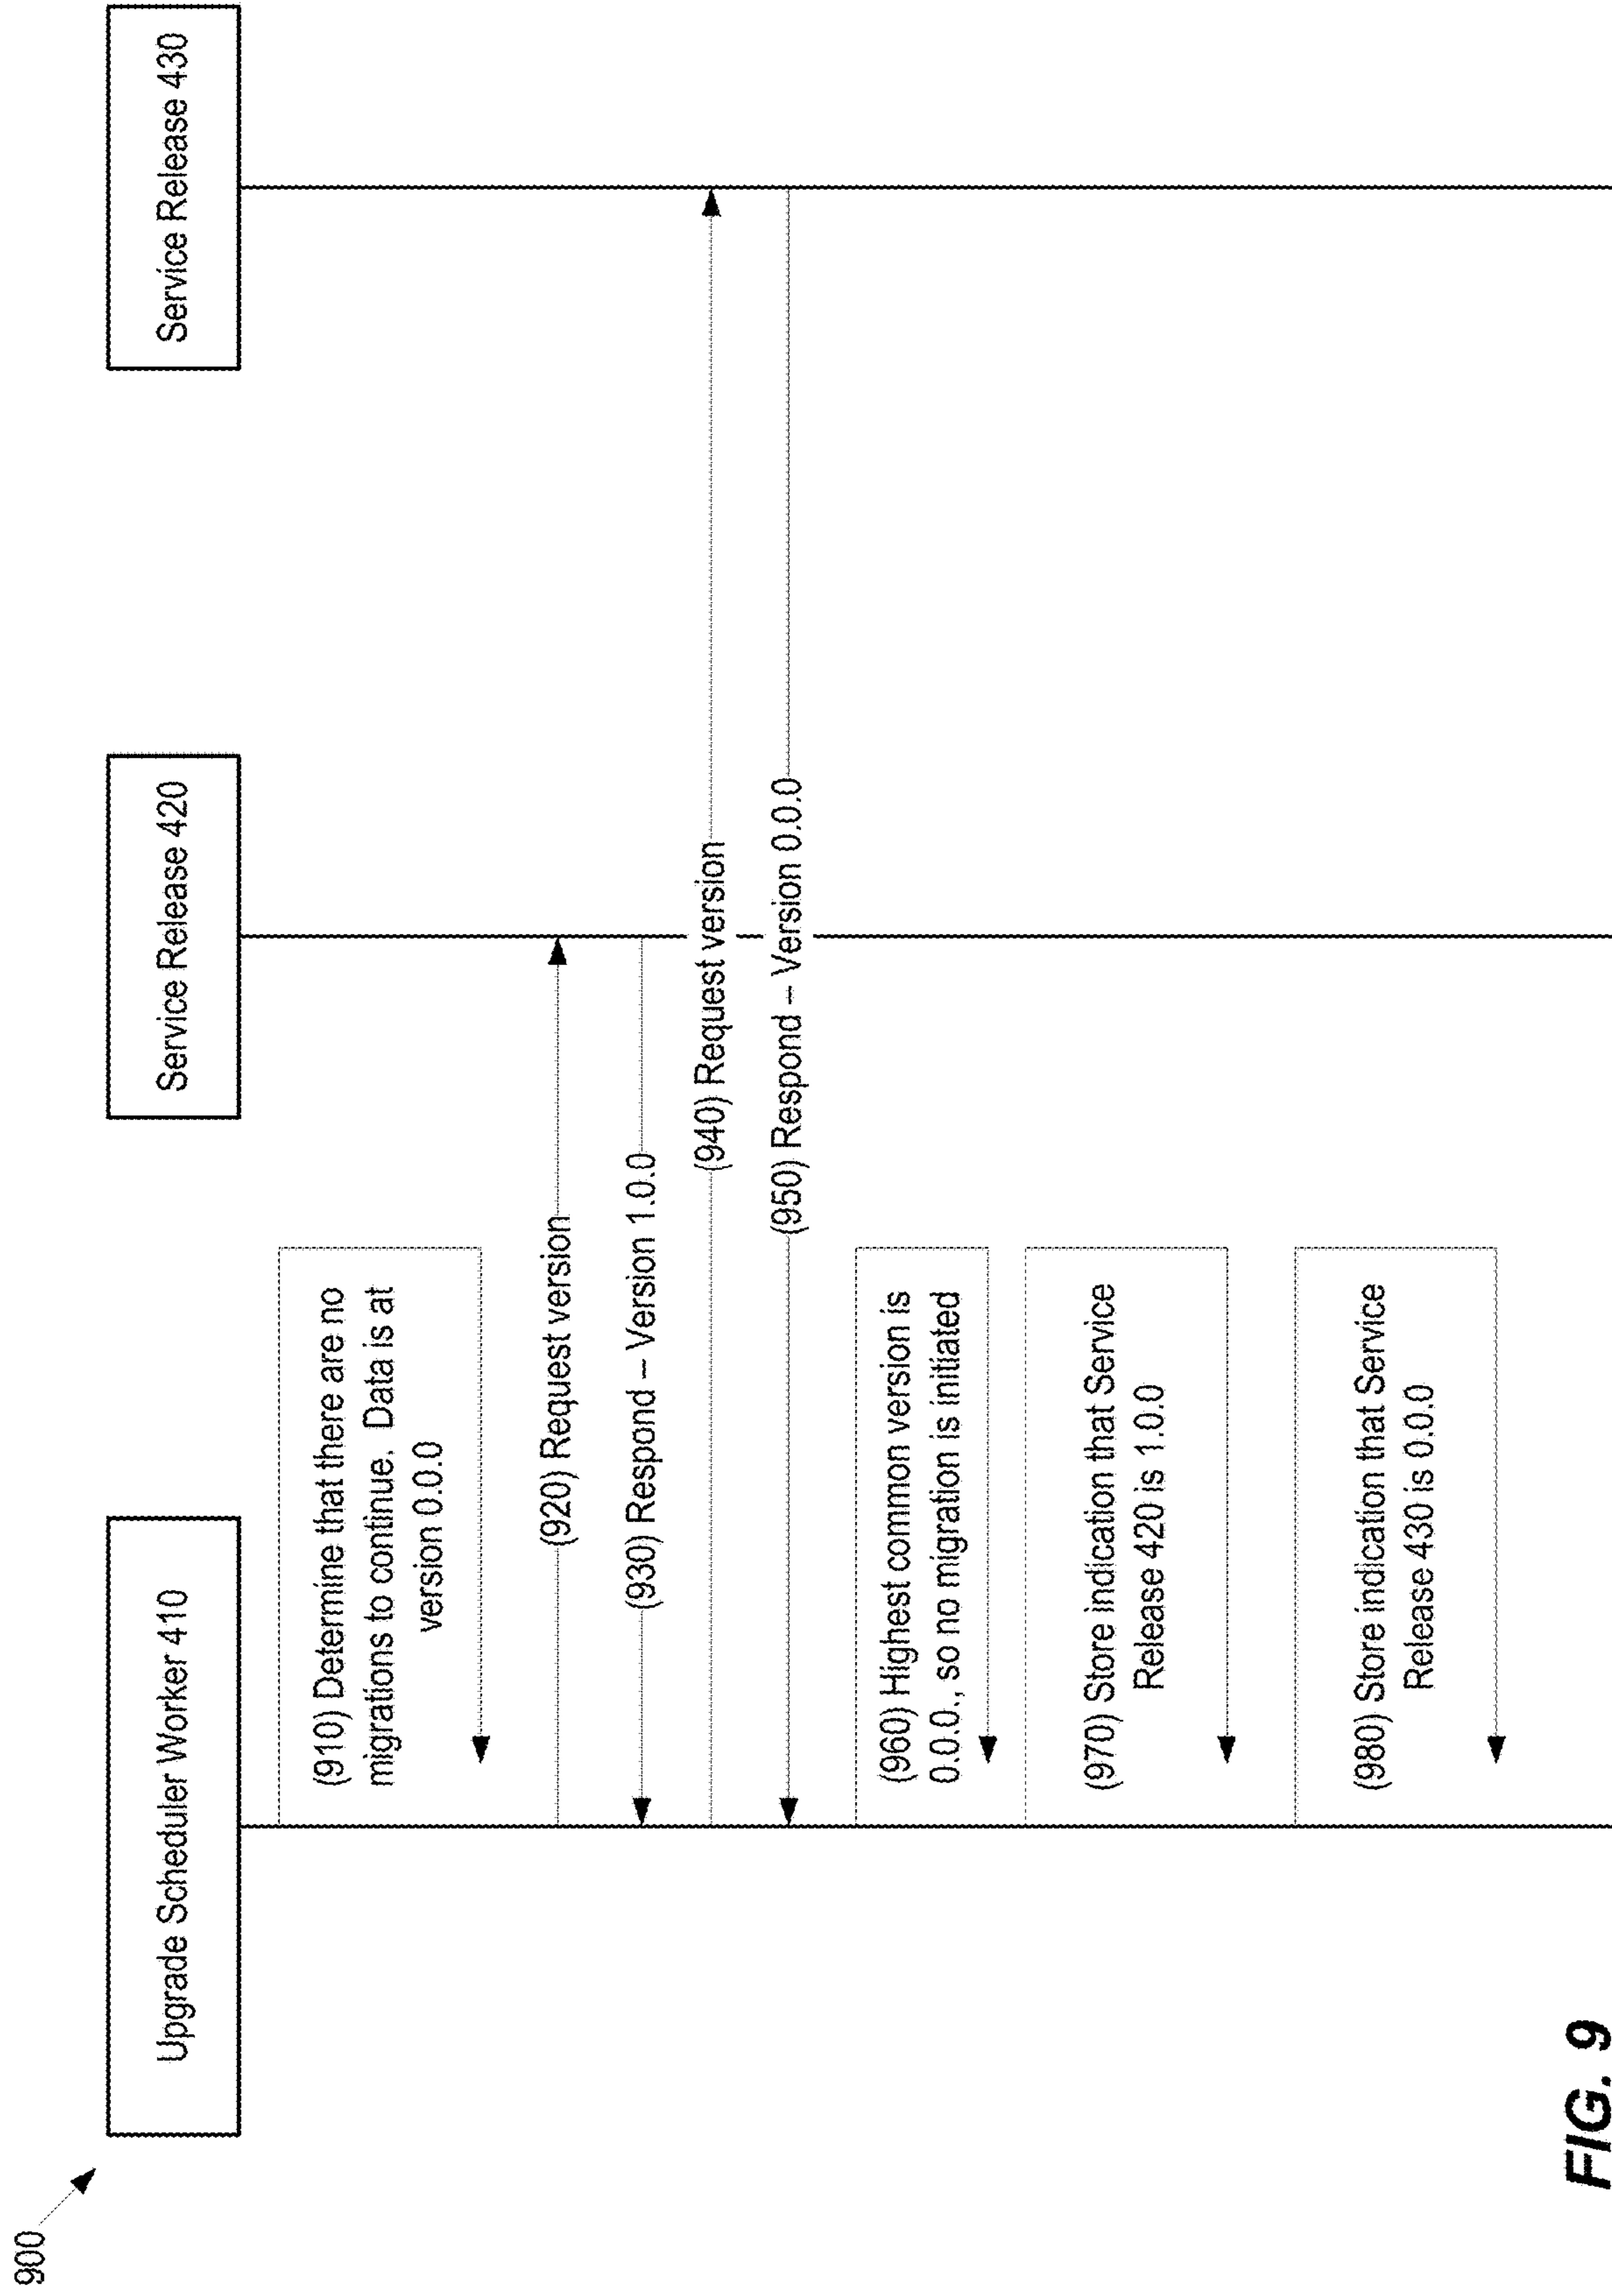 900
Upgrade Scheduler Worker 410
Service Release 420
Service Release 430
(910) Determine that there are no
migrations to continue. Data is at
version 0.0.0
(920) Request version
(930) Respond – Version 1.0.0
(940) Request version
(950) Respond – Version 0.0.0
(960) Highest common version is
0.0.0., so no migration is initiated
(970) Store indication that Service
Release 420 is 1.0.0
(980) Store indication that Service
Release 430 is 0.0.0
FIG. 9